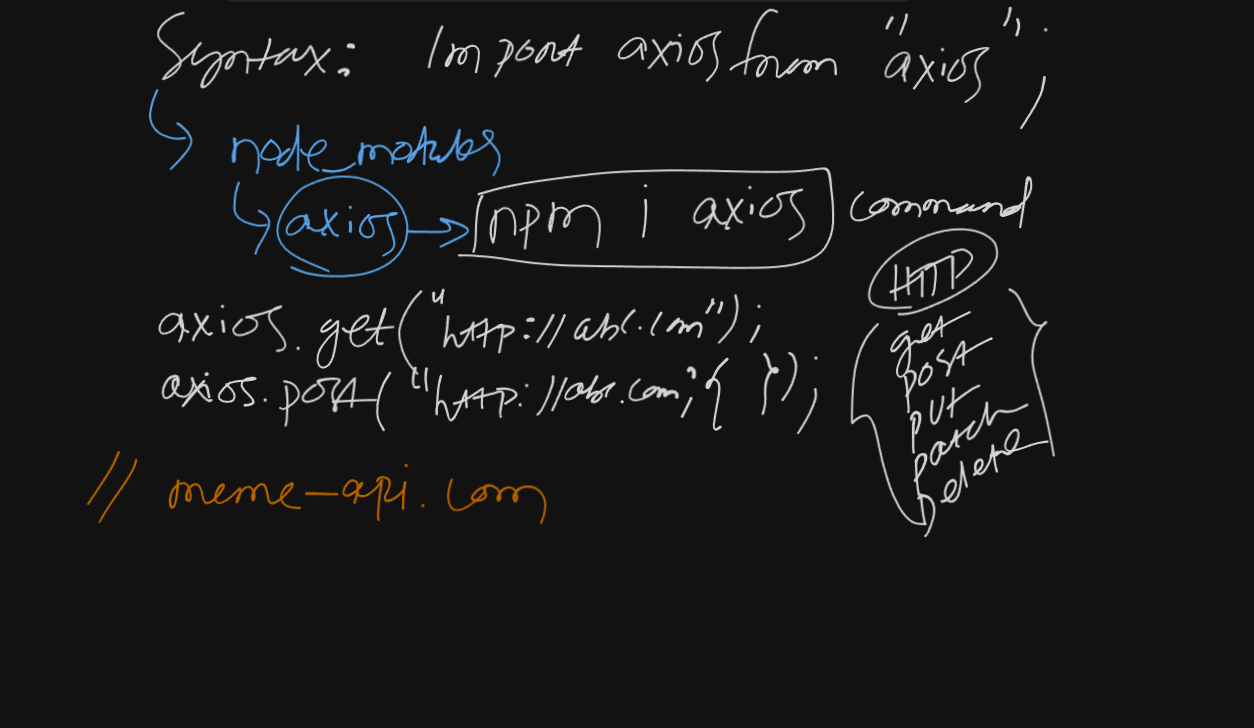 Syntax: Import axios from "axios";
node_modules
axios → npm i axios command
HTTP
axios.get("http://abc.com");
axios.post("http://abc.com", { });
get
post
put
patch
Delete
// meme-api.com